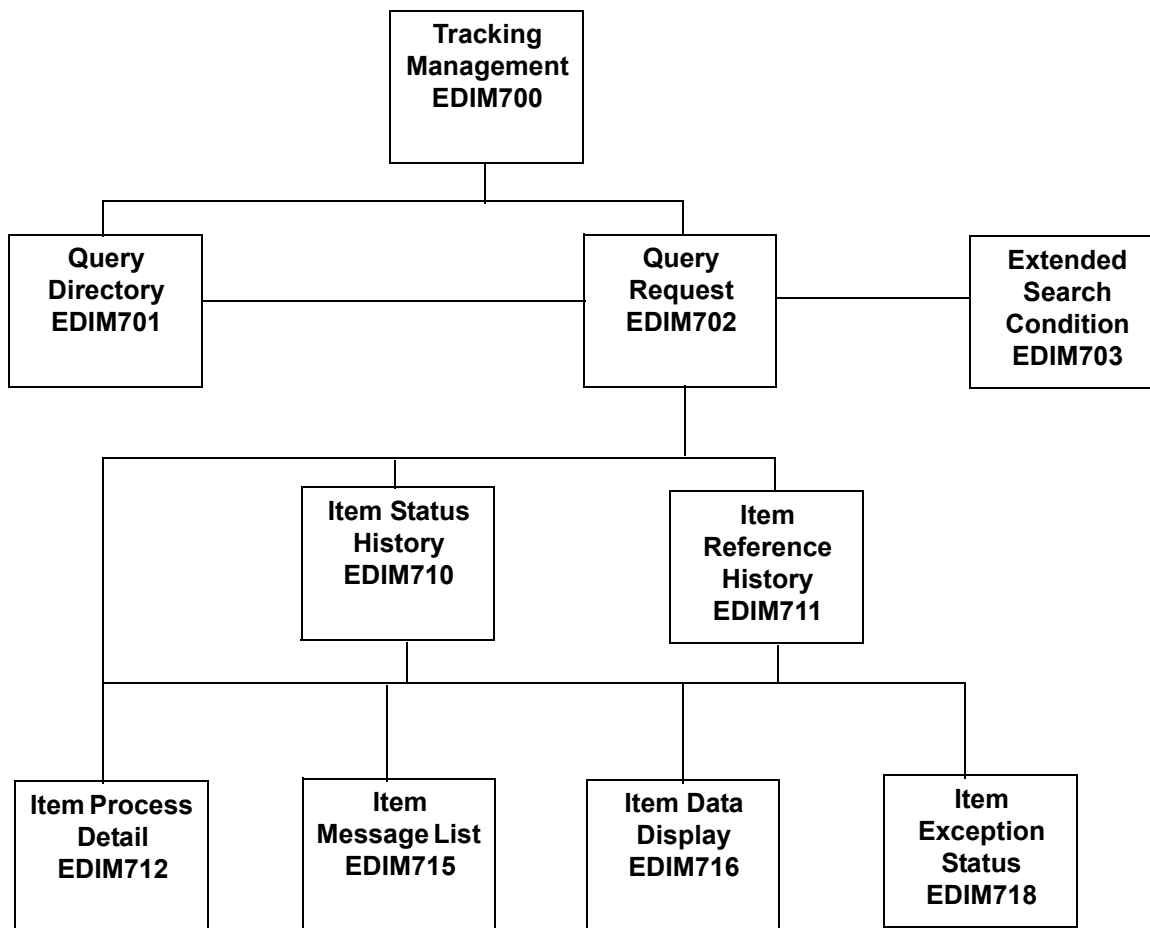 Tracking
Management
EDIM700
Query
Directory
EDIM701
Query
Request
EDIM702
Extended
Search
Condition
EDIM703
Item Status
History
EDIM710
Item
Reference
History
EDIM711
Item Process
Detail
EDIM712
Item
Message List
EDIM715
Item Data
Display
EDIM716
Item
Exception
Status
EDIM718